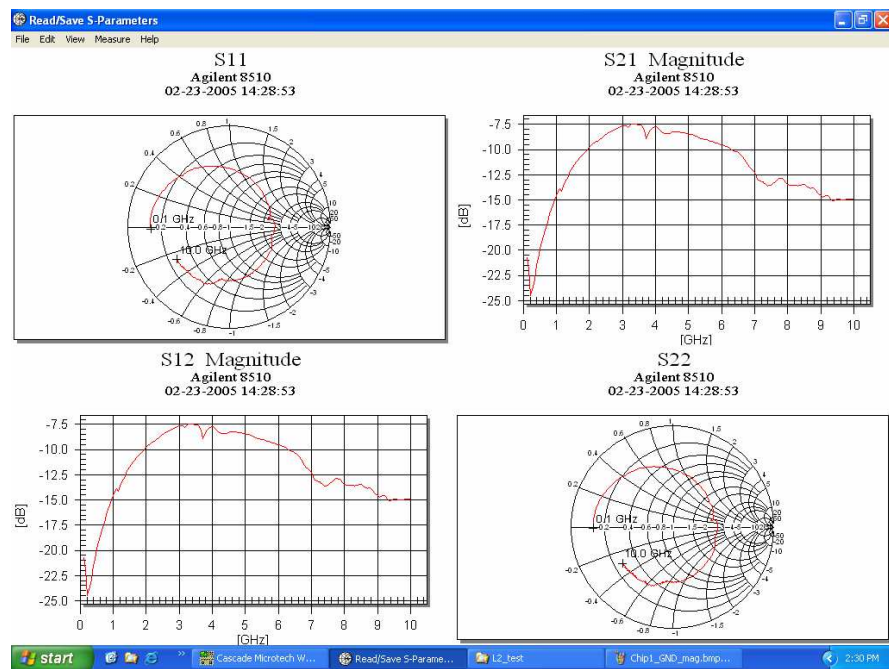 Read/Save S-Parameters
File Edit View Measure Help
S11
Agilent 8510
02-23-2005 14:28:53
0.1 GHz
10.0 GHz
S21 Magnitude
Agilent 8510
02-23-2005 14:28:53
[dB]
-7.5
-10.0
-12.5
-15.0
-17.5
-20.0
-22.5
-25.0
0 1 2 3 4 5 6 7 8 9 10
[GHz]
S12 Magnitude
Agilent 8510
02-23-2005 14:28:53
[dB]
-7.5
-10.0
-12.5
-15.0
-17.5
-20.0
-22.5
-25.0
0 1 2 3 4 5 6 7 8 9 10
[GHz]
S22
Agilent 8510
02-23-2005 14:28:53
0.1 GHz
10.0 GHz
start
Cascade Microtech W...
Read/Save S-Parame...
L2_test
Chip1_GND_mag.bmp...
2:30 PM